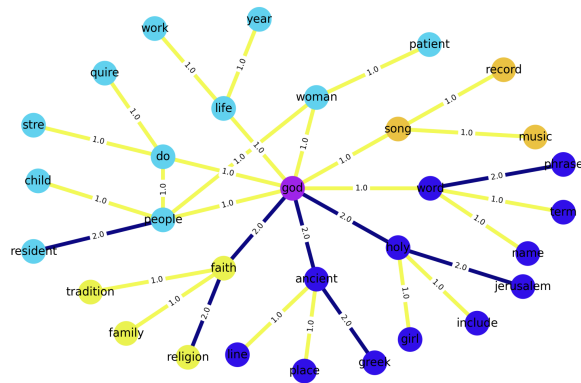 year
work
patient
record
quire
1.0
1.0
1.0
1.0
life
woman
1.0
song
music
stre
1.0
1.0
1.0
1.0
1.0
phrase
do
1.0
1.0
2.0
child
1.0
god
1.0
word
1.0
term
1.0
people
1.0
1.0
resident
2.0
2.0
2.0
2.0
holy
name
faith
ancient
2.0
jerusalem
tradition
1.0
1.0
1.0
1.0
include
family
2.0
1.0
1.0
2.0
girl
religion
line
place
greek